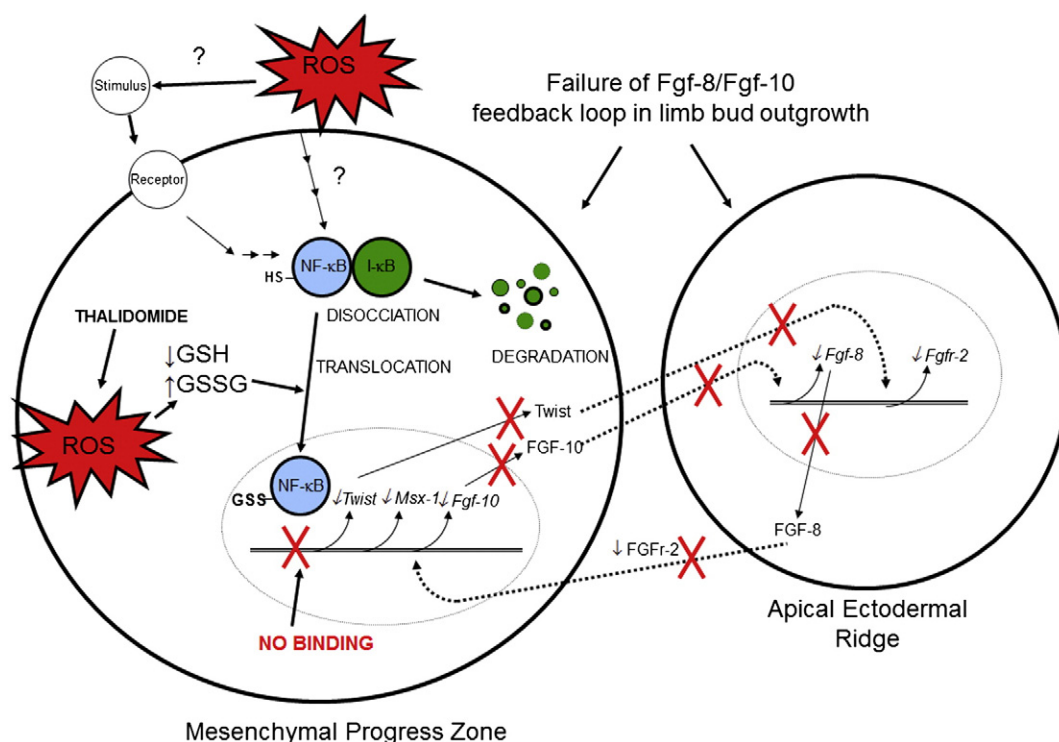 ROS
?
Stimulus
Failure of Fgf-8/Fgf-10
feedback loop in limb bud outgrowth
Receptor
?
NF-κB
I-κB
HS
DISOCCIATION
DEGRADATION
THALIDOMIDE
↓GSH
↑GSSG
TRANSLOCATION
ROS
NF-κB
GSS
↓Twist
↓Msx-1
↓Fgf-10
Twist
FGF-10
NO BINDING
↓Fgf-8
↓Fgfr-2
FGF-8
↓FGFr-2
Apical Ectodermal
Ridge
Mesenchymal Progress Zone